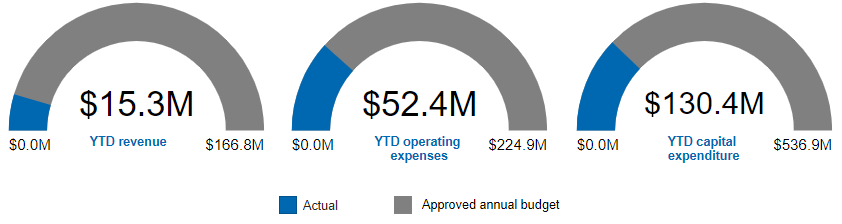 $15.3M
$0.0M
YTD revenue
$166.8M
$52.4M
$0.0M
YTD operating
expenses
$224.9M
$130.4M
$0.0M
YTD capital
expenditure
$536.9M
Actual
Approved annual budget